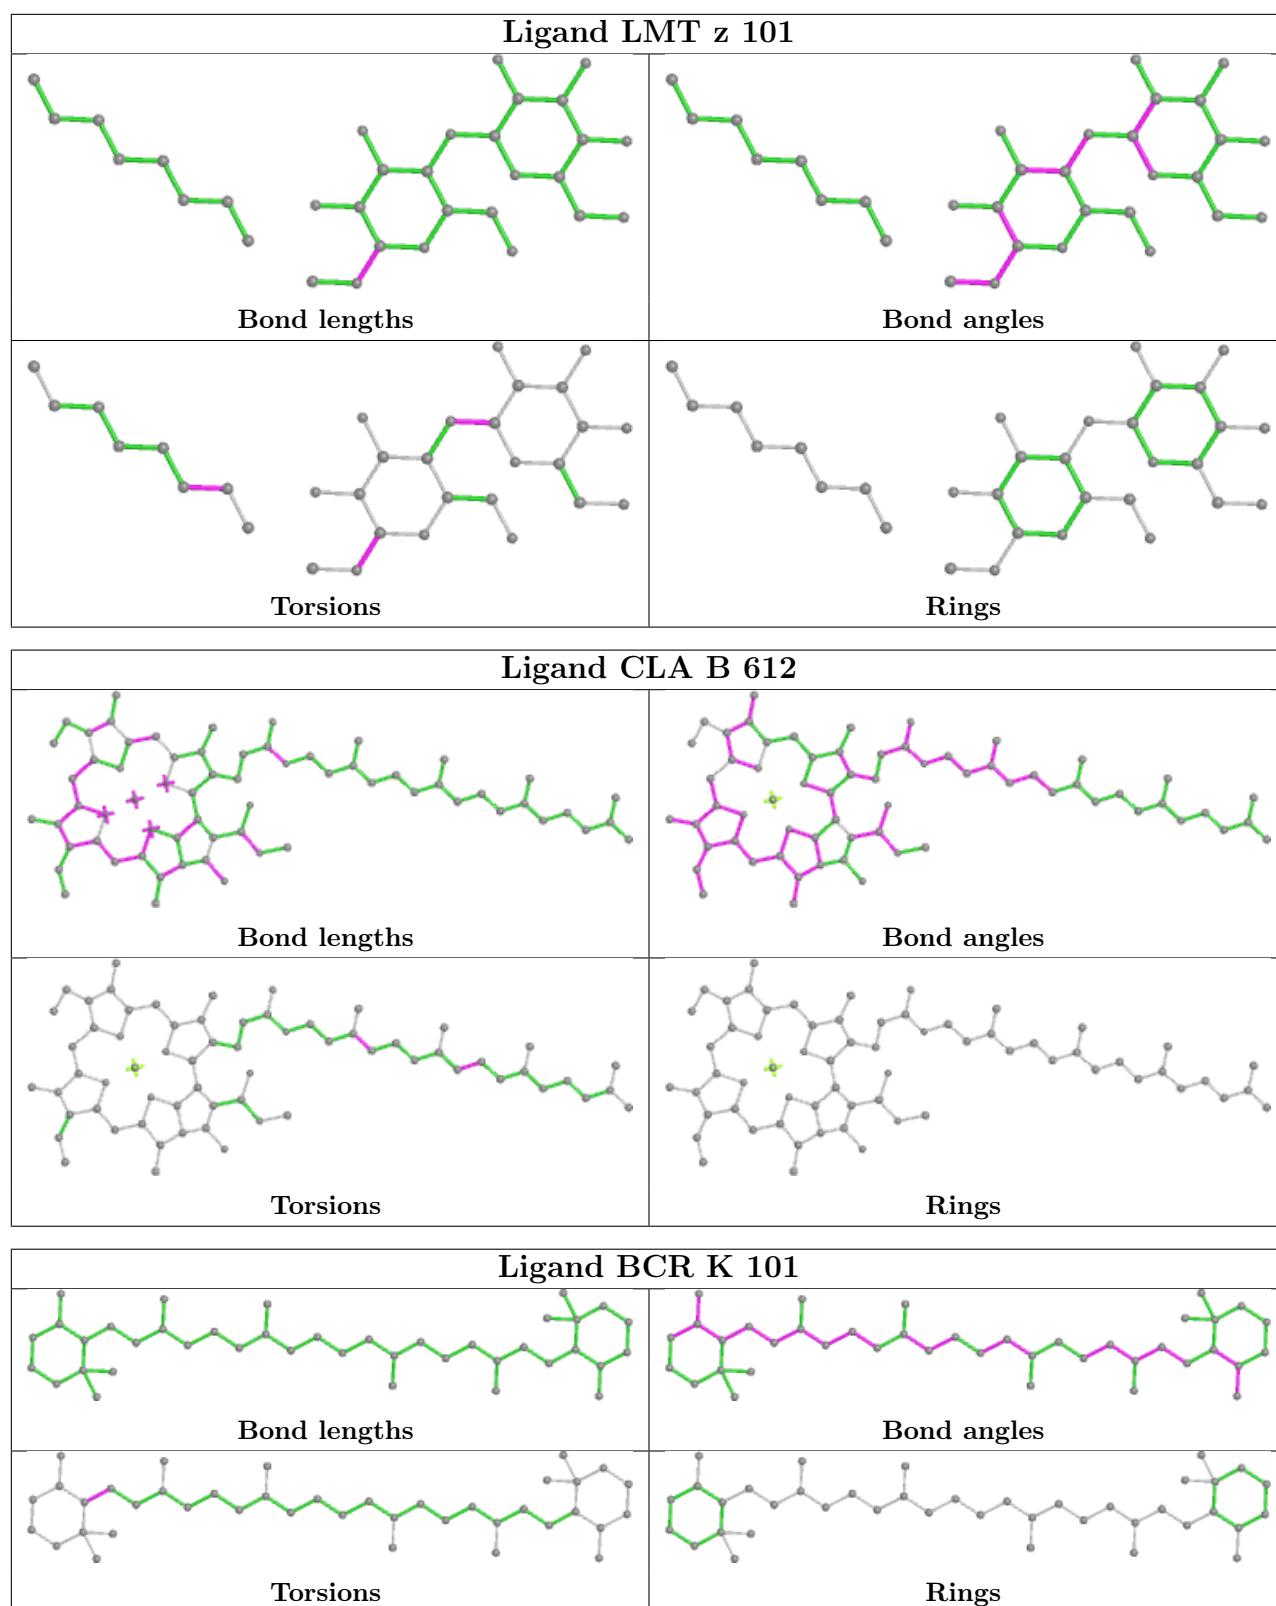 Ligand LMT z 101
Bond lengths
Bond angles
Torsions
Rings
Ligand CLA B 612
Bond lengths
Bond angles
Torsions
Rings
Ligand BCR K 101
Bond lengths
Bond angles
Torsions
Rings